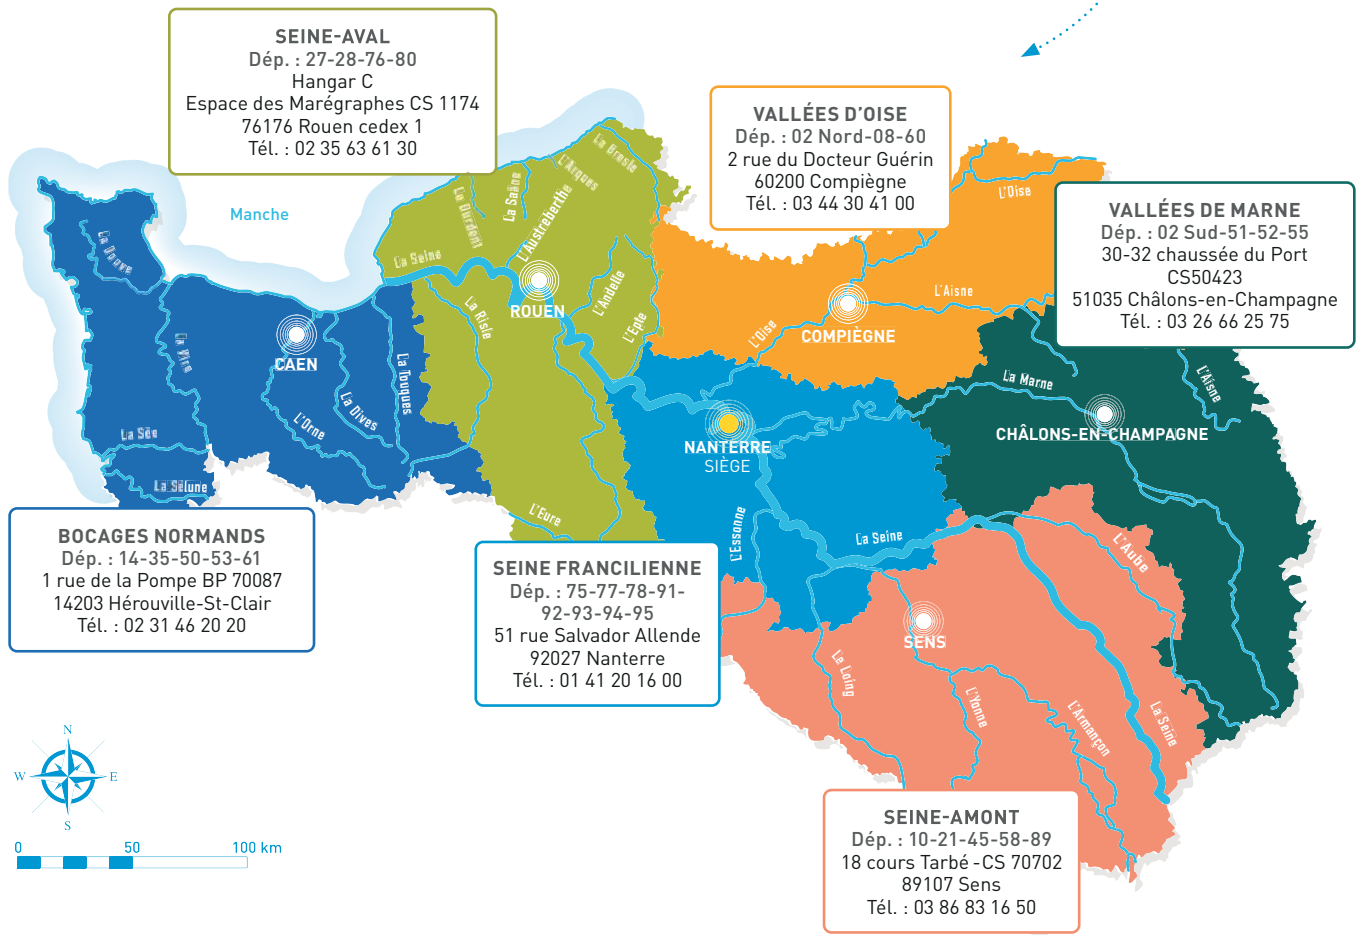 SEINE-AVAL
Dép. : 27-28-76-80
Hangar C
Espace des Marégraphes CS 1174
76176 Rouen cedex 1
Tél. : 02 35 63 61 30
VALLÉES D'OISE
Dép. : 02 Nord-08-60
2 rue du Docteur Guérin
60200 Compiègne
Tél. : 03 44 30 41 00
VALLÉES DE MARNE
Dép. : 02 Sud-51-52-55
30-32 chaussée du Port
CS50423
51035 Châlons-en-Champagne
Tél. : 03 26 66 25 75
Manche
La Douve
La Vire
La Sée
La Sélune
CAEN
L'Orne
La Dives
La Touques
La Seine
La Durdent
La Saâne
L'Austreberthe
L'Arques
La Bresle
ROUEN
La Risle
L'Andelle
L'Epte
L'Eure
L'Oise
L'Oise
L'Aisne
COMPIÈGNE
La Marne
L'Aisne
CHÂLONS-EN-CHAMPAGNE
NANTERRE
SIÈGE
L'Essonne
La Seine
L'Aube
SENS
Le Loing
L'Yonne
L'Armançon
La Seine
BOCAGES NORMANDS
Dép. : 14-35-50-53-61
1 rue de la Pompe BP 70087
14203 Hérouville-St-Clair
Tél. : 02 31 46 20 20
SEINE FRANCILIENNE
Dép. : 75-77-78-91-
92-93-94-95
51 rue Salvador Allende
92027 Nanterre
Tél. : 01 41 20 16 00
SEINE-AMONT
Dép. : 10-21-45-58-89
18 cours Tarbé -CS 70702
89107 Sens
Tél. : 03 86 83 16 50
N
W E
S
0 50 100 km